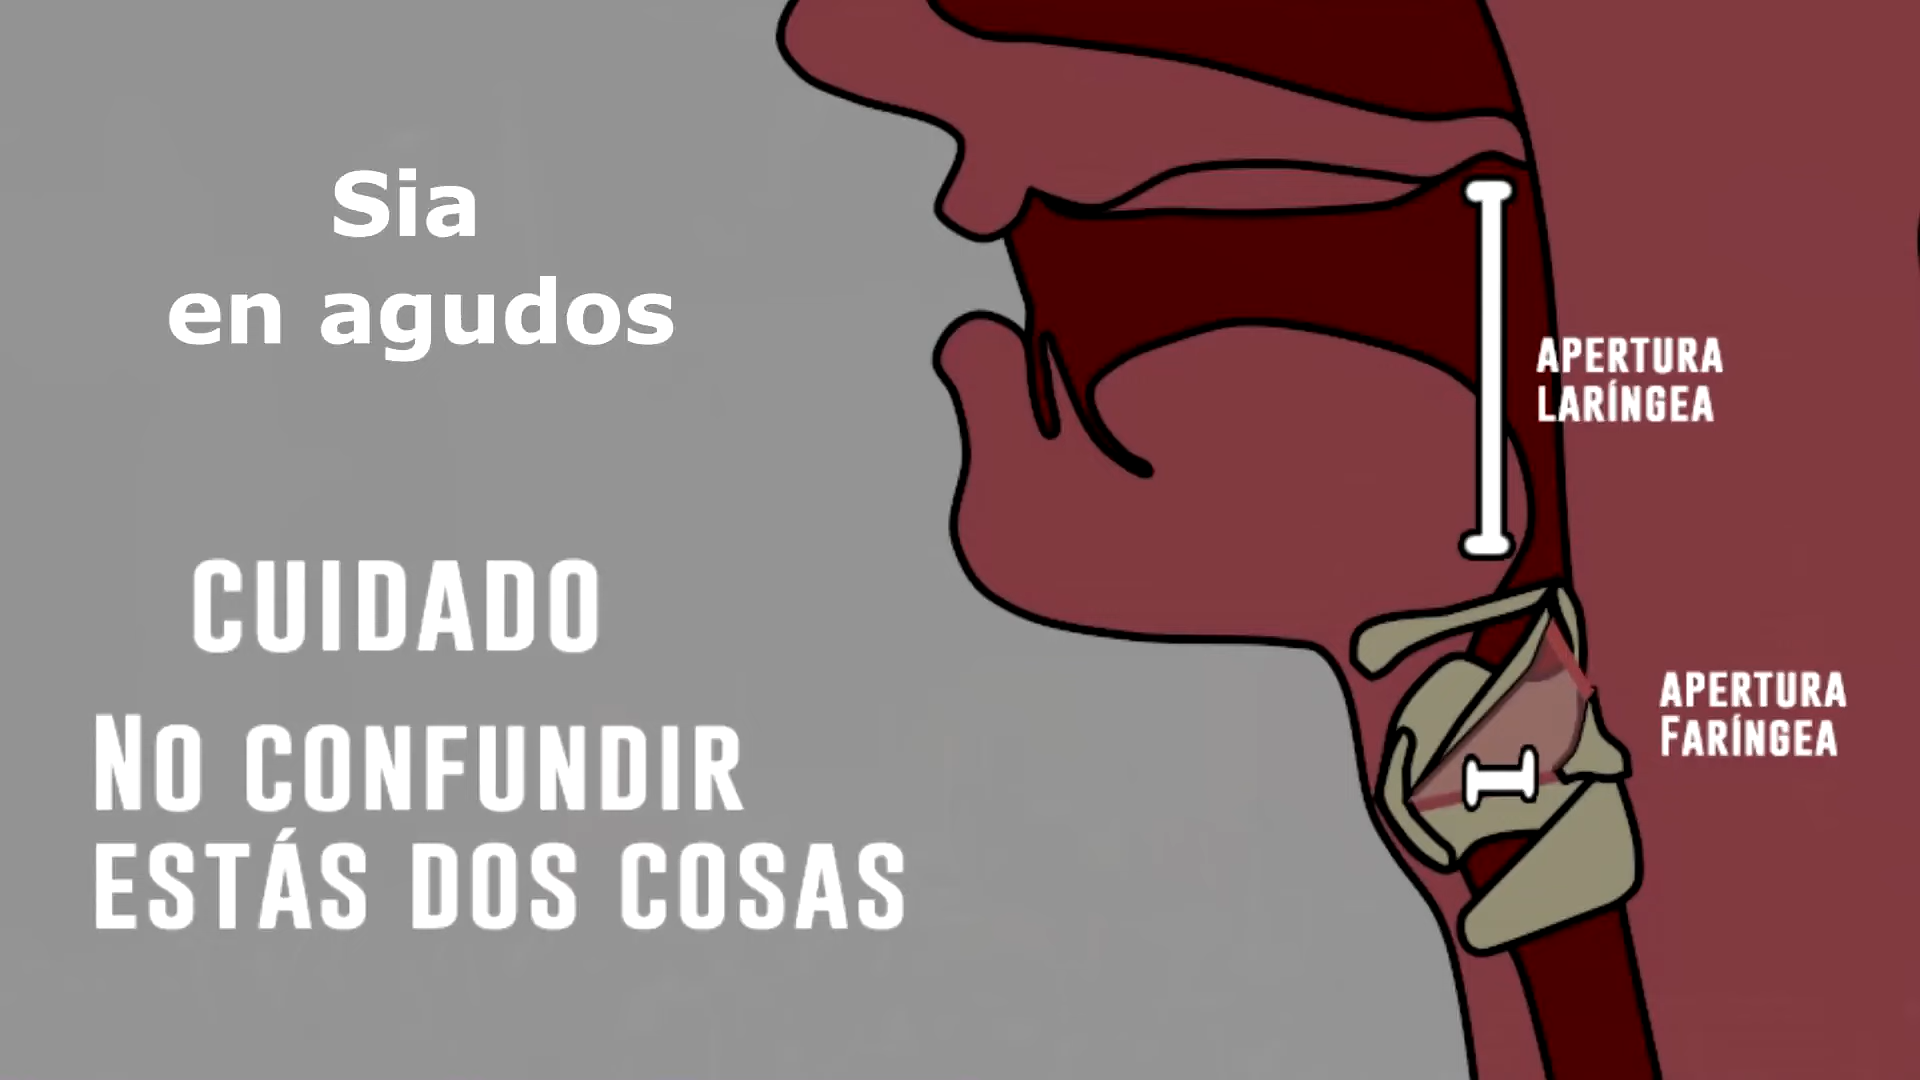 Sia
en agudos
CUIDADO
NO CONFUNDIR
ESTÁS DOS COSAS
APERTURA
LARÍNGEA
APERTURA
FARÍNGEA